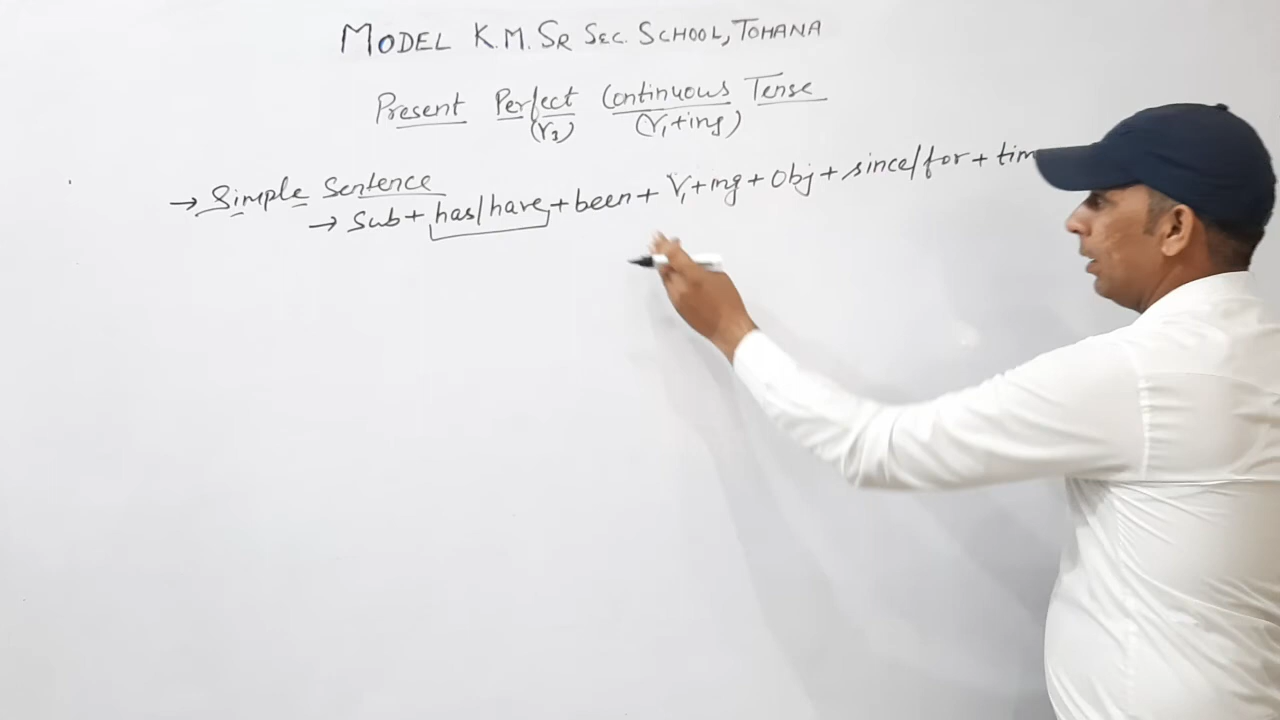 MODEL K.M. SR SEC. SCHOOL, TOHANA
Present Perfect Continuous Tense
(V3) (V1+ing)
→ Simple Sentence
→ Sub + has/have + been + V1+ing + Obj + since/for + tim